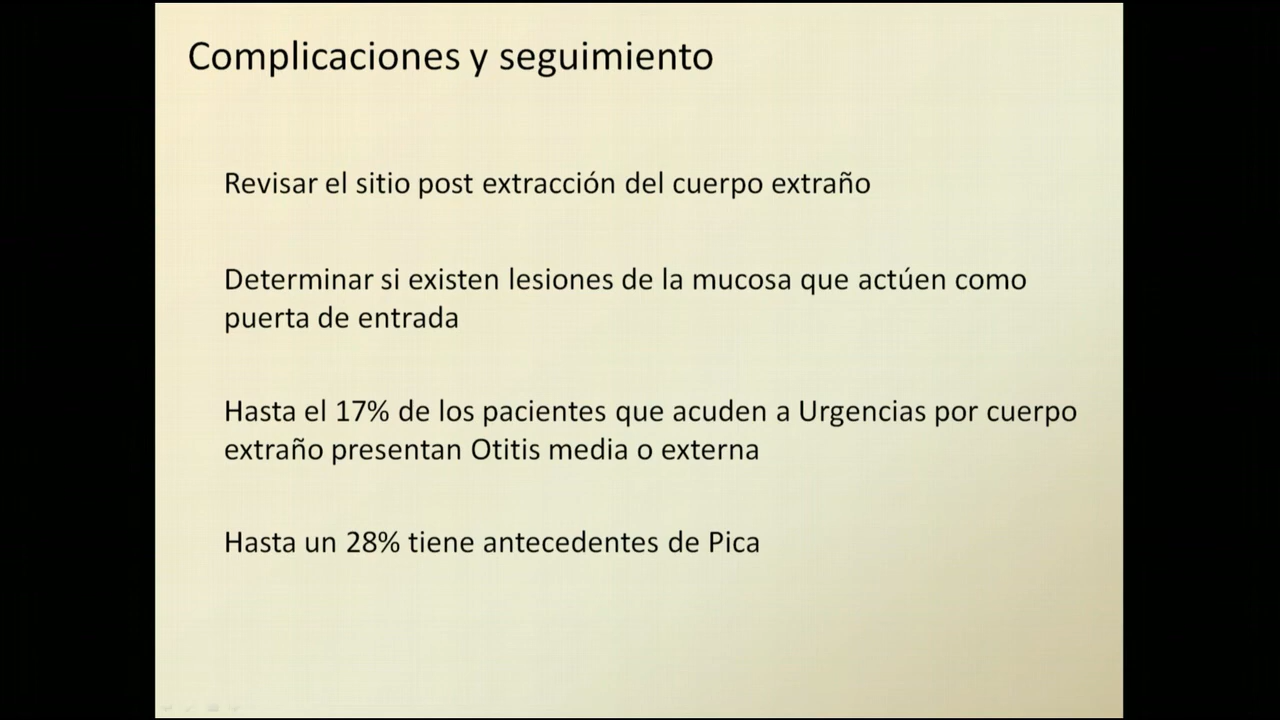 Complicaciones y seguimiento
Revisar el sitio post extracción del cuerpo extraño
Determinar si existen lesiones de la mucosa que actúen como
puerta de entrada
Hasta el 17% de los pacientes que acuden a Urgencias por cuerpo
extraño presentan Otitis media o externa
Hasta un 28% tiene antecedentes de Pica